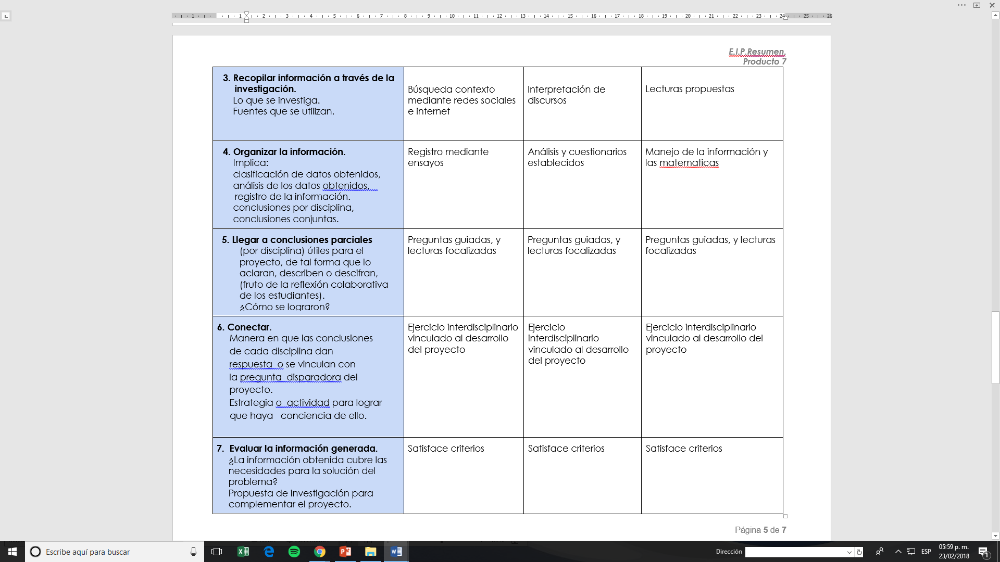 E.I.P.Resumen.
Producto 7
3. Recopilar información a través de la
investigación.
Lo que se investiga.
Fuentes que se utilizan.
Búsqueda contexto
mediante redes sociales
e internet
Interpretación de
discursos
Lecturas propuestas
4. Organizar la información.
Implica:
clasificación de datos obtenidos,
análisis de los datos obtenidos,
registro de la información.
conclusiones por disciplina,
conclusiones conjuntas.
Registro mediante
ensayos
Análisis y cuestionarios
establecidos
Manejo de la información y
las matematicas
5. Llegar a conclusiones parciales
(por disciplina) útiles para el
proyecto, de tal forma que lo
aclaran, describen o descifran,
(fruto de la reflexión colaborativa
de los estudiantes).
¿Cómo se lograron?
Preguntas guiadas, y
lecturas focalizadas
Preguntas guiadas, y
lecturas focalizadas
Preguntas guiadas, y lecturas
focalizadas
6. Conectar.
Manera en que las conclusiones
de cada disciplina dan
respuesta o se vinculan con
la pregunta disparadora del
proyecto.
Estrategia o actividad para lograr
que haya conciencia de ello.
Ejercicio interdisciplinario
vinculado al desarrollo
del proyecto
Ejercicio
interdisciplinario
vinculado al desarrollo
del proyecto
Ejercicio interdisciplinario
vinculado al desarrollo del
proyecto
7. Evaluar la información generada.
¿La información obtenida cubre las
necesidades para la solución del
problema?
Propuesta de investigación para
complementar el proyecto.
Satisface criterios
Satisface criterios
Satisface criterios
Página 5 de 7
Escribe aquí para buscar
Dirección
ESP
05:59 p. m.
23/02/2018